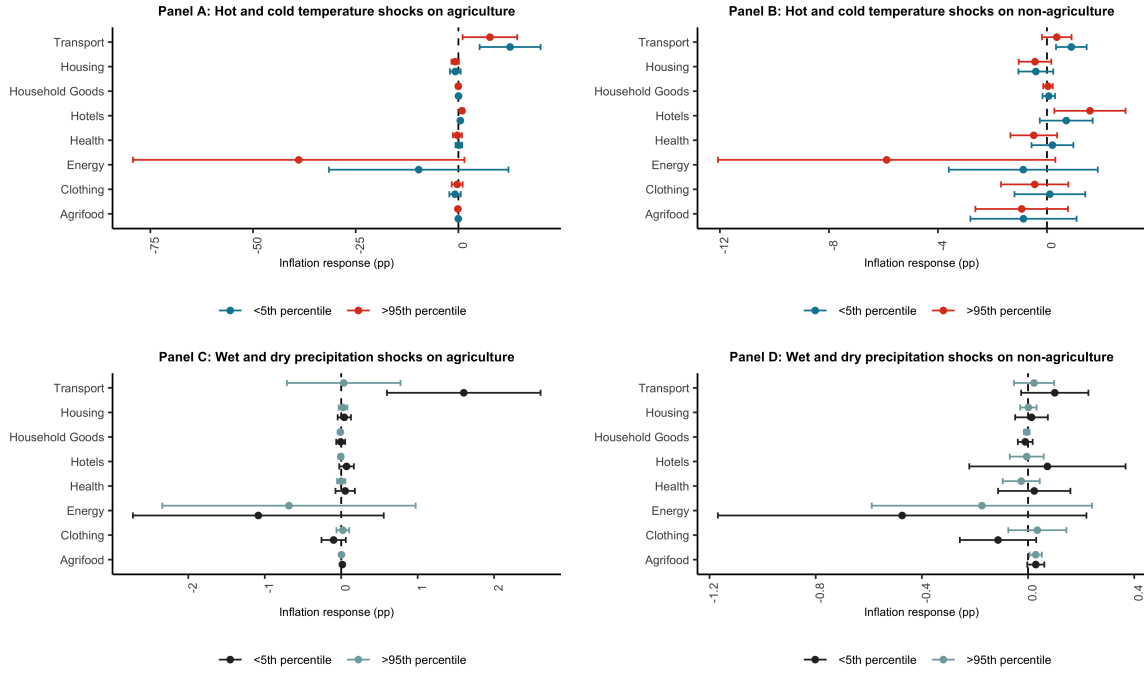 Panel A: Hot and cold temperature shocks on agriculture
Transport
Housing
Household Goods
Hotels
Health
Energy
Clothing
Agrifood
-75
-50
-25
0
Inflation response (pp)
<5th percentile
>95th percentile
Panel B: Hot and cold temperature shocks on non-agriculture
Transport
Housing
Household Goods
Hotels
Health
Energy
Clothing
Agrifood
-12
-8
-4
0
Inflation response (pp)
<5th percentile
>95th percentile
Panel C: Wet and dry precipitation shocks on agriculture
Transport
Housing
Household Goods
Hotels
Health
Energy
Clothing
Agrifood
-2
-1
0
1
2
Inflation response (pp)
<5th percentile
>95th percentile
Panel D: Wet and dry precipitation shocks on non-agriculture
Transport
Housing
Household Goods
Hotels
Health
Energy
Clothing
Agrifood
-1.2
-0.8
-0.4
0.0
0.4
Inflation response (pp)
<5th percentile
>95th percentile